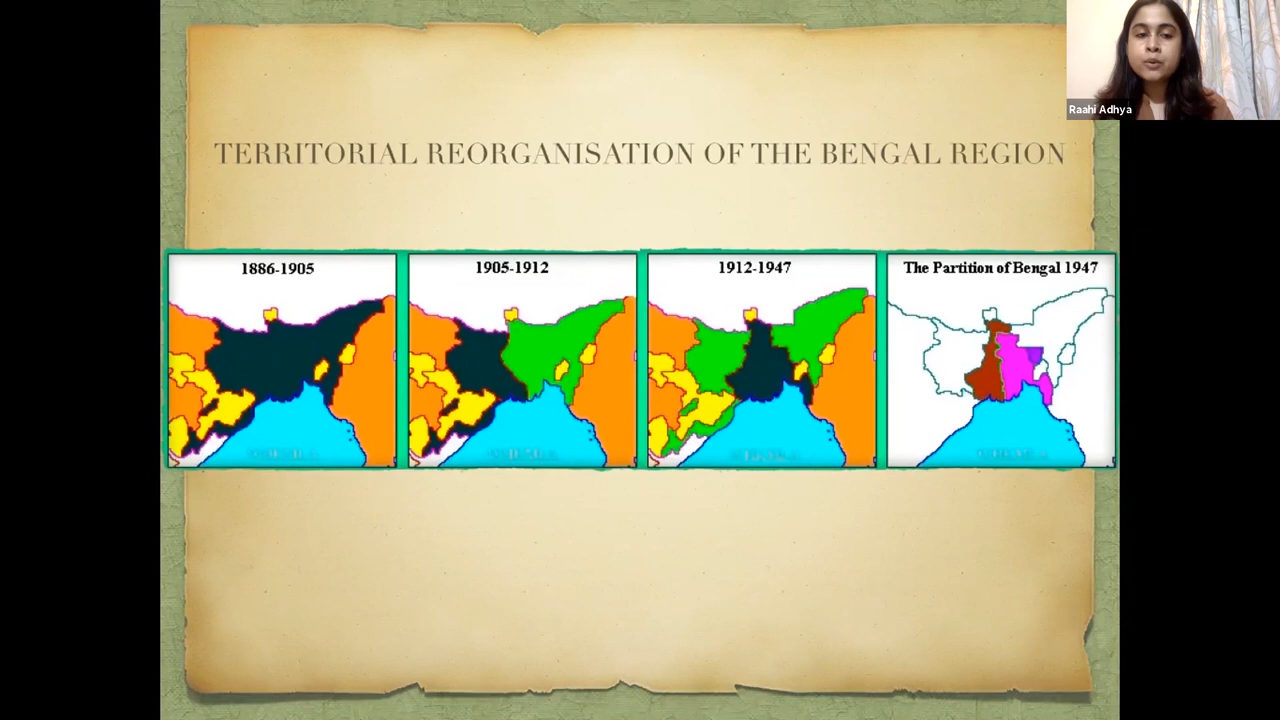 Raahi Adhya
TERRITORIAL REORGANISATION OF THE BENGAL REGION
1886-1905
1905-1912
1912-1947
The Partition of Bengal 1947